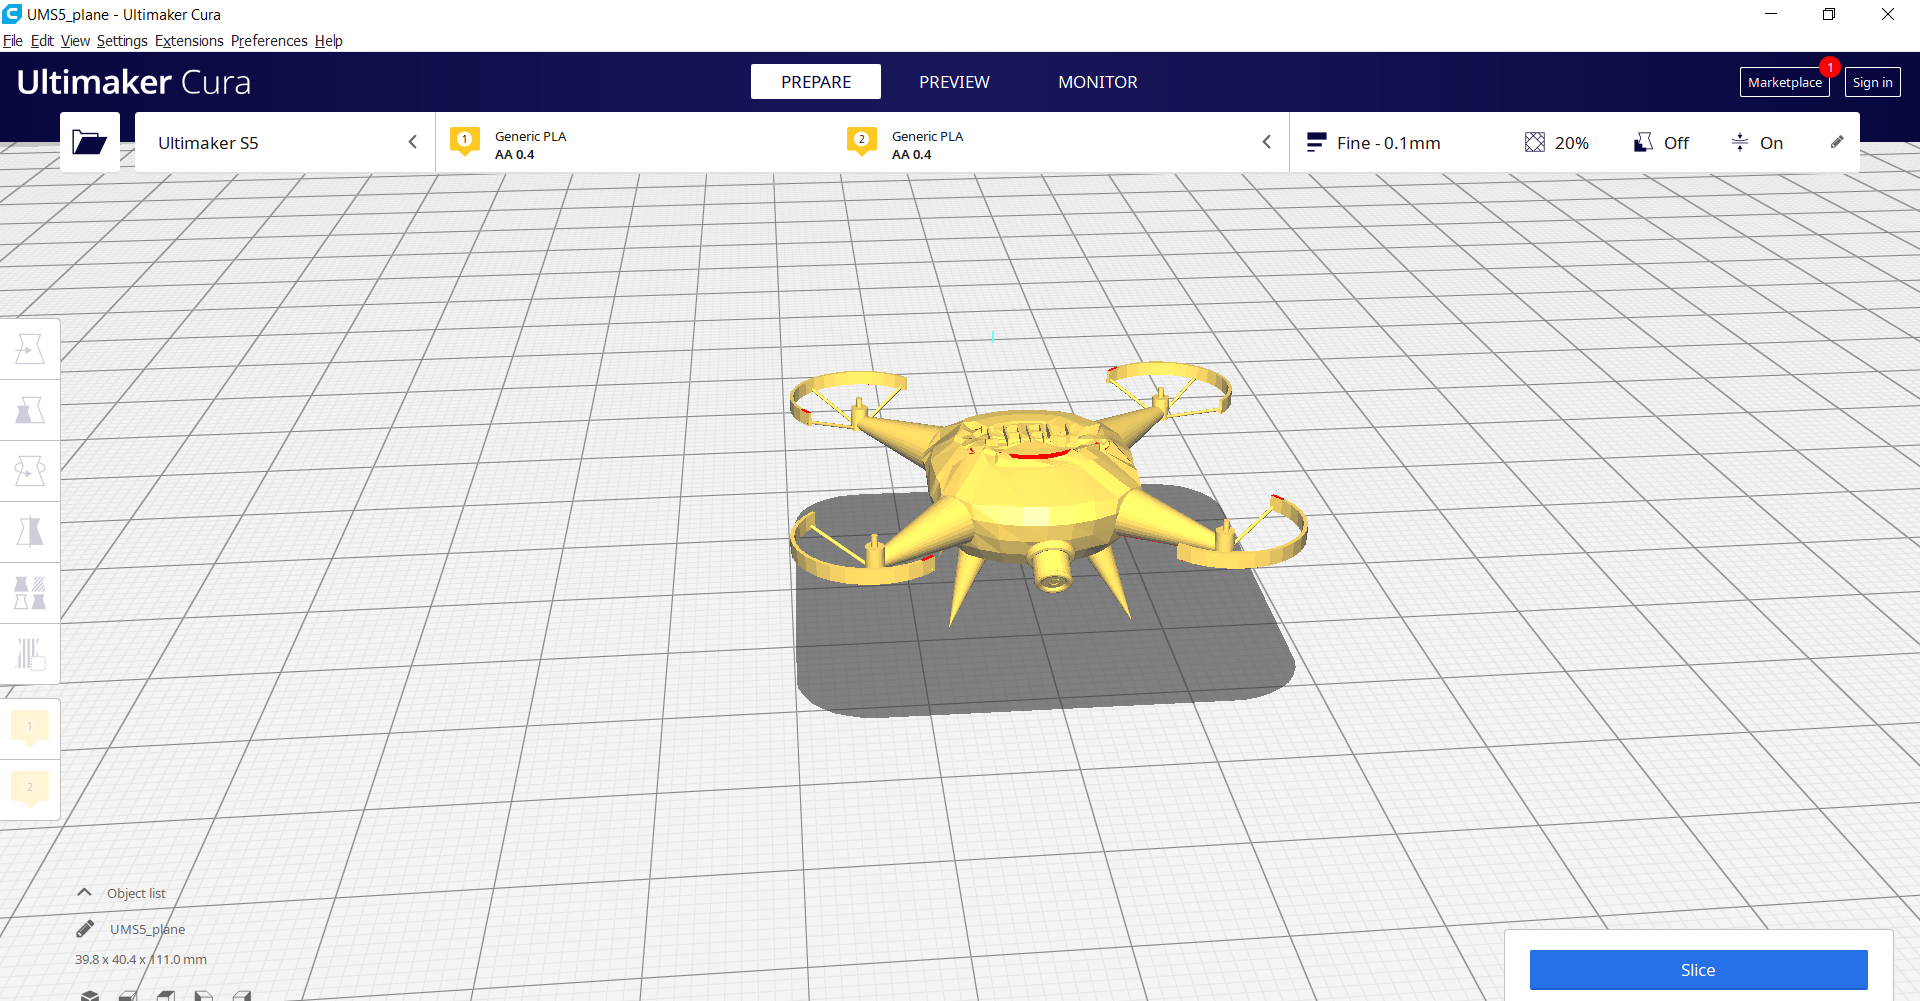 UMS5_plane - Ultimaker Cura
File Edit View Settings Extensions Preferences Help
Ultimaker Cura
PREPARE
PREVIEW
MONITOR
Marketplace
1
Sign in
Ultimaker S5
1
Generic PLA
AA 0.4
2
Generic PLA
AA 0.4
Fine - 0.1mm
20%
Off
On
1
2
Object list
UMS5_plane
39.8 x 40.4 x 111.0 mm
Slice